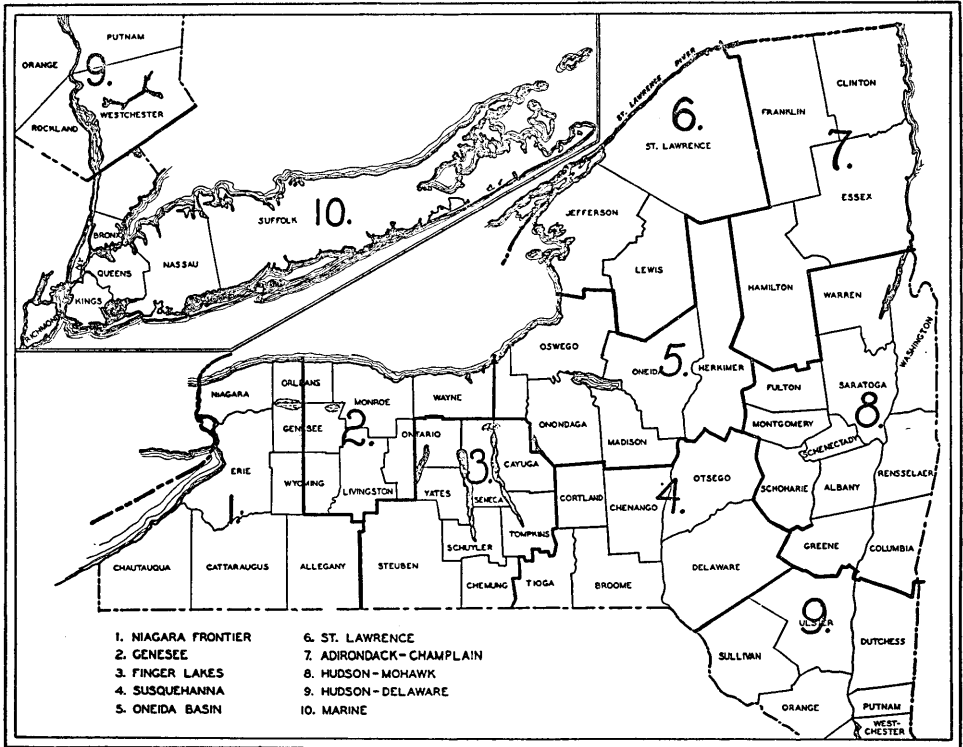 PUTNAM
ORANGE
9.
WESTCHESTER
ROCKLAND
SUFFOLK
10.
BRONX
NASSAU
QUEENS
KINGS
RICHMOND
ST. LAWRENCE RIVER
6.
ST. LAWRENCE
FRANKLIN
CLINTON
7.
ESSEX
JEFFERSON
LEWIS
HAMILTON
WARREN
WASHINGTON
OSWEGO
ONEIDA
5.
HERKIMER
FULTON
SARATOGA
8.
MONTGOMERY
SCHENECTADY
NIAGARA
ORLEANS
MONROE
WAYNE
GENESEE
2.
ONTARIO
ONONDAGA
MADISON
CAYUGA
3.
ERIE
WYOMING
LIVINGSTON
YATES
SENECA
CORTLAND
CHENANGO
4.
OTSEGO
SCHOHARIE
ALBANY
RENSSELAER
1.
TOMPKINS
SCHUYLER
GREENE
COLUMBIA
CHAUTAUQUA
CATTARAUGUS
ALLEGANY
STEUBEN
CHEMUNG
TIOGA
BROOME
DELAWARE
9.
ULSTER
SULLIVAN
DUTCHESS
ORANGE
PUTNAM
WEST-
CHESTER
1. NIAGARA FRONTIER
2. GENESEE
3. FINGER LAKES
4. SUSQUEHANNA
5. ONEIDA BASIN
6. ST. LAWRENCE
7. ADIRONDACK-CHAMPLAIN
8. HUDSON-MOHAWK
9. HUDSON-DELAWARE
10. MARINE